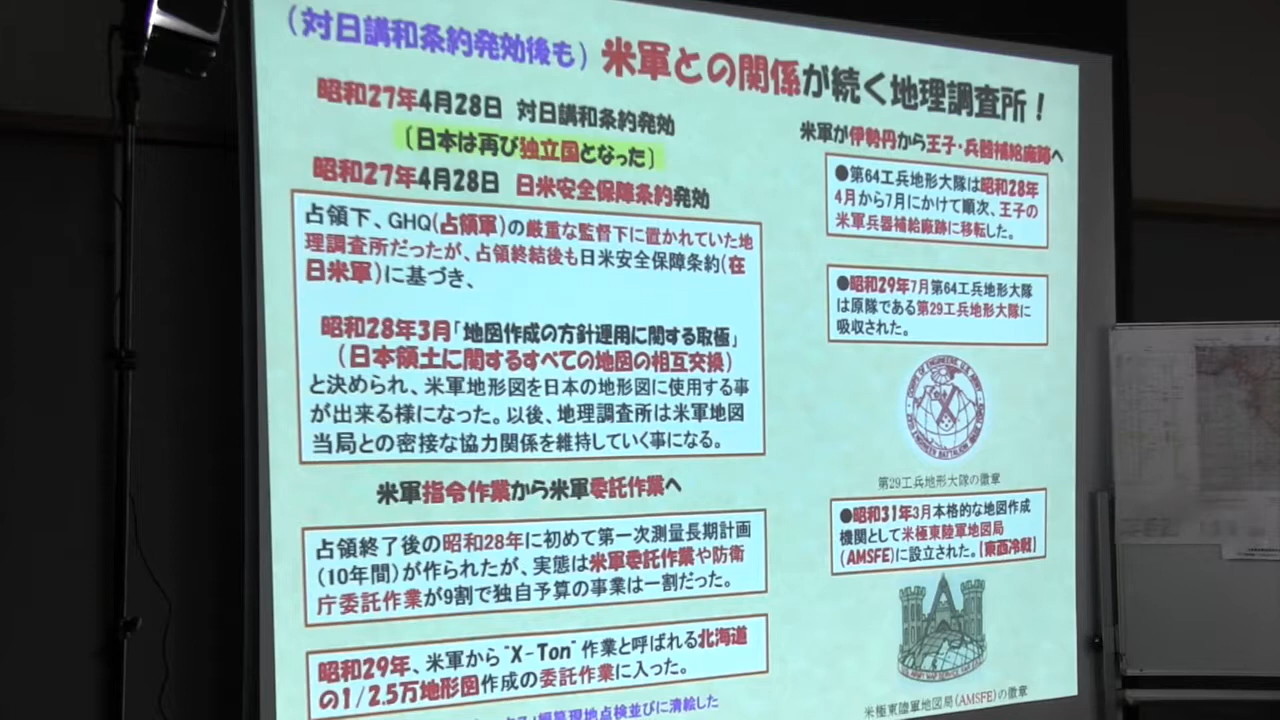 (対日講和条約発効後も) 米軍との関係が続く地理調査所！
昭和27年4月28日 対日講和条約発効
〔日本は再び独立国となった〕
昭和27年4月28日 日米安全保障条約発効
占領下、GHQ(占領軍)の厳重な監督下に置かれていた地
理調査所だったが、占領終結後も日米安全保障条約(在
日米軍)に基づき、
昭和28年3月「地図作成の方針運用に関する取極」
(日本領土に関するすべての地図の相互交換)
と決められ、米軍地形図を日本の地形図に使用する事
が出来る様になった。以後、地理調査所は米軍地図
当局との密接な協力関係を維持していく事になる。
米軍指令作業から米軍委託作業へ
占領終了後の昭和28年に初めて第一次測量長期計画
(10年間)が作られたが、実態は米軍委託作業や防衛
庁委託作業が9割で独自予算の事業は一割だった。
昭和29年、米軍から"X-Ton"作業と呼ばれる北海道
の1/2.5万地形図作成の委託作業に入った。
編集現地点検並びに清絵した
米軍が伊勢丹から王子・兵器補給廠跡へ
●第64工兵地形大隊は昭和28年
4月から7月にかけて順次、王子の
米軍兵器補給廠跡に移転した。
●昭和29年7月第64工兵地形大隊
は原隊である第29工兵地形大隊に
吸収された。
CORPS OF ENGINEERS, U.S. ARMY
第29工兵地形大隊の徽章
●昭和31年3月本格的な地図作成
機関として米極東陸軍地図局
(AMSFE)に設立された。【東西冷戦】
米極東陸軍地図局(AMSFE)の徽章